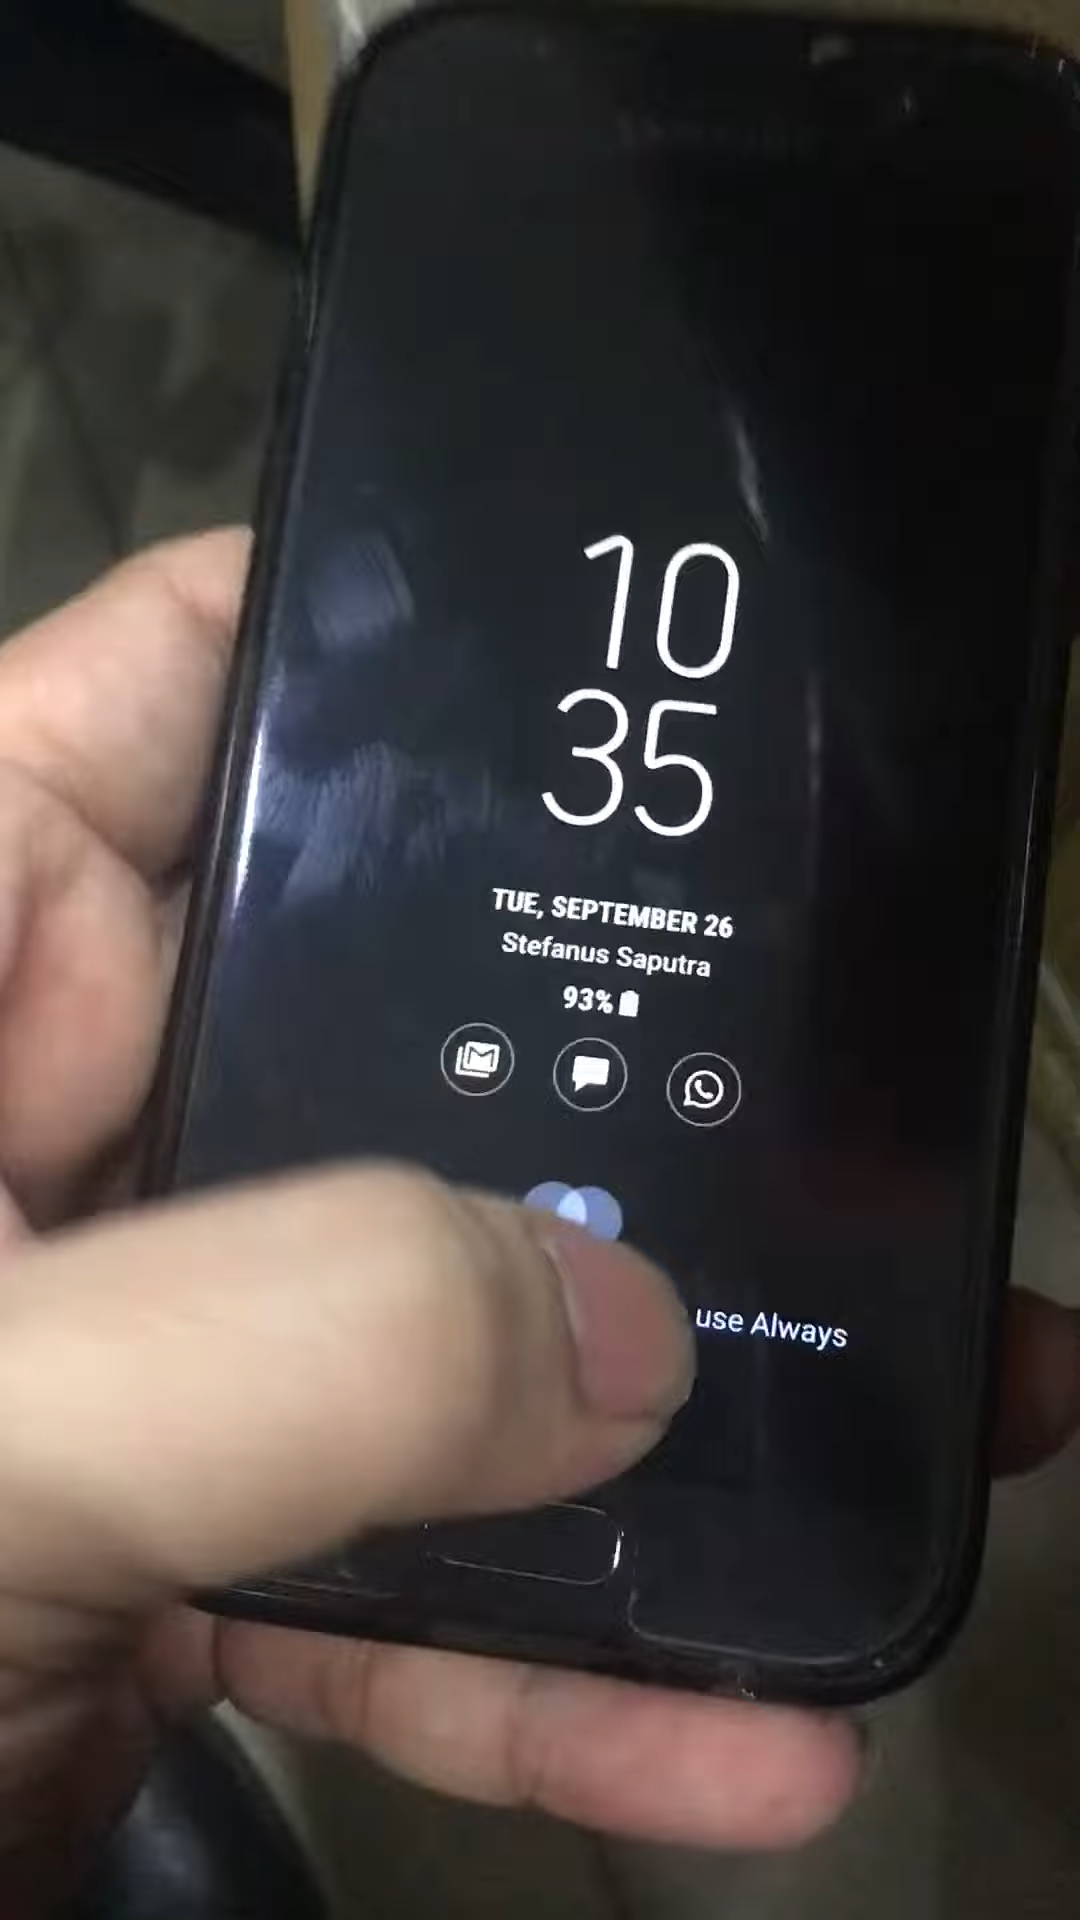 10
35
TUE, SEPTEMBER 26
Stefanus Saputra
93%
use Always